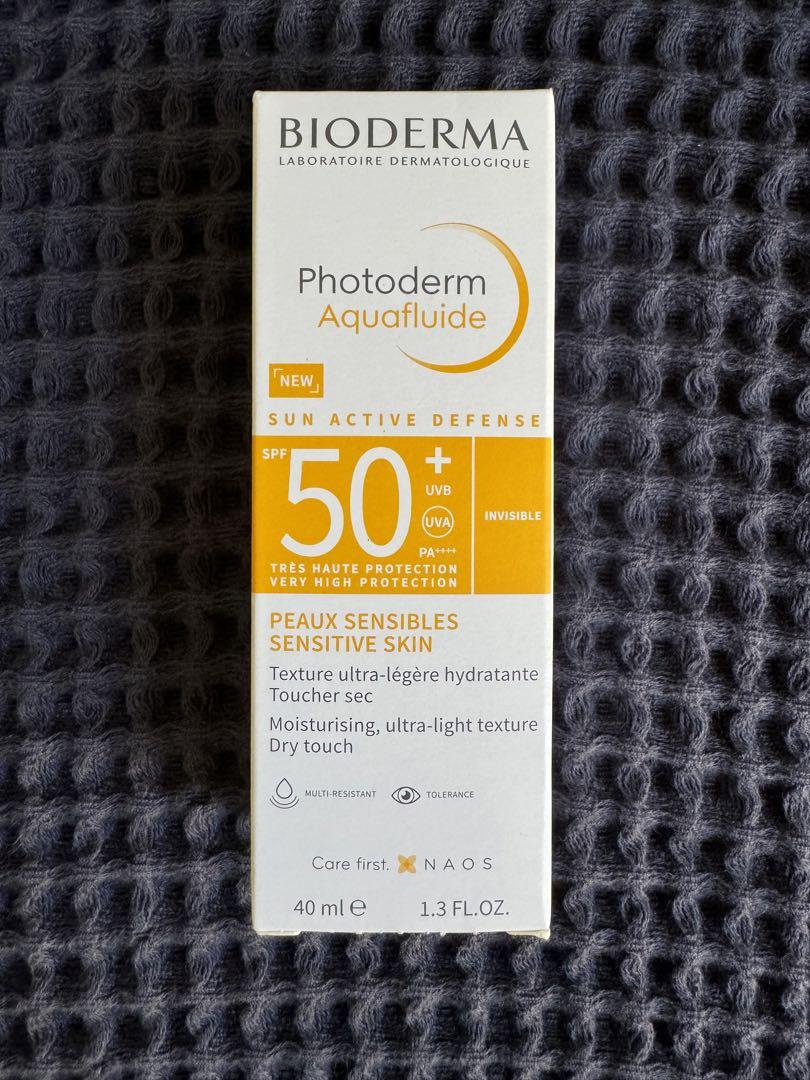 BIODERMA
LABORATOIRE DERMATOLOGIQUE
Photoderm
Aquafluide
NEW
SUN ACTIVE DEFENSE
SPF 50+
UVB
UVA
PA++++
INVISIBLE
TRÈS HAUTE PROTECTION
VERY HIGH PROTECTION
PEAUX SENSIBLES
SENSITIVE SKIN
Texture ultra-légère hydratante
Toucher sec
Moisturising, ultra-light texture
Dry touch
MULTI-RESISTANT TOLERANCE
Care first. NAOS
40 ml ℮ 1.3 FL.OZ.